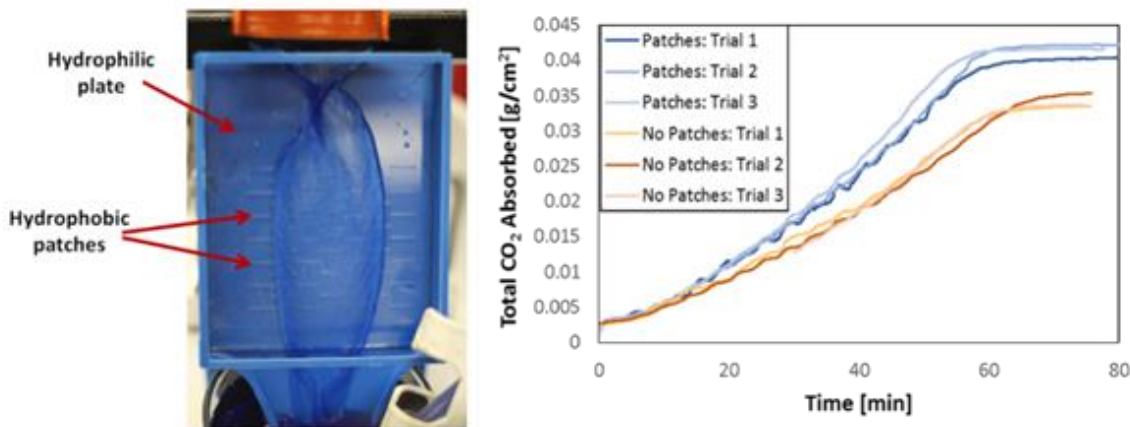 Hydrophilic
plate
Hydrophobic
patches
Total CO₂ Absorbed [g/cm²]
0.045
0.04
0.035
0.03
0.025
0.02
0.015
0.01
0.005
0
Patches: Trial 1
Patches: Trial 2
Patches: Trial 3
No Patches: Trial 1
No Patches: Trial 2
No Patches: Trial 3
0 20 40 60 80
Time [min]